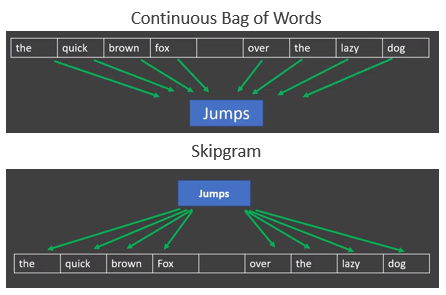 Continuous Bag of Words
the quick brown fox over the lazy dog
Jumps
Skipgram
Jumps
the quick brown Fox over the lazy dog